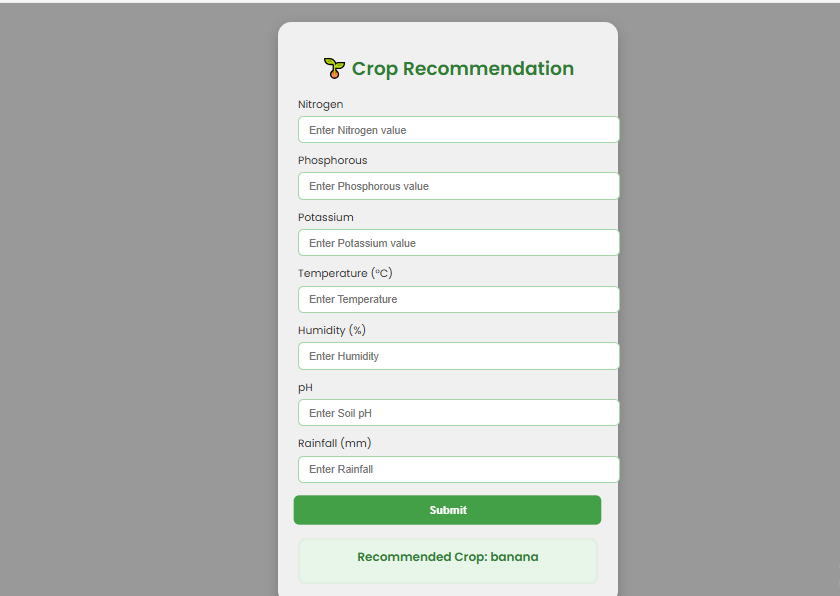 Crop Recommendation
Nitrogen
Enter Nitrogen value
Phosphorous
Enter Phosphorous value
Potassium
Enter Potassium value
Temperature (°C)
Enter Temperature
Humidity (%)
Enter Humidity
pH
Enter Soil pH
Rainfall (mm)
Enter Rainfall
Submit
Recommended Crop: banana